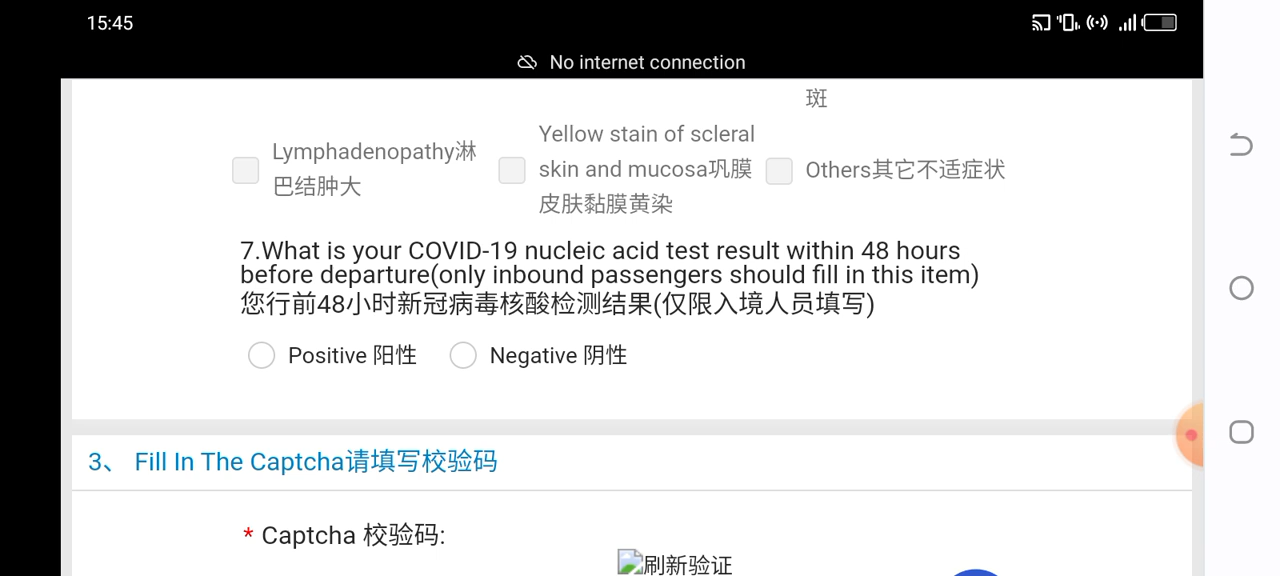 15:45
No internet connection
斑
Lymphadenopathy淋
巴结肿大
Yellow stain of scleral
skin and mucosa巩膜
皮肤黏膜黄染
Others其它不适症状
7.What is your COVID-19 nucleic acid test result within 48 hours
before departure(only inbound passengers should fill in this item)
您行前48小时新冠病毒核酸检测结果(仅限入境人员填写)
Positive 阳性
Negative 阴性
3、 Fill In The Captcha请填写校验码
* Captcha 校验码:
刷新验证